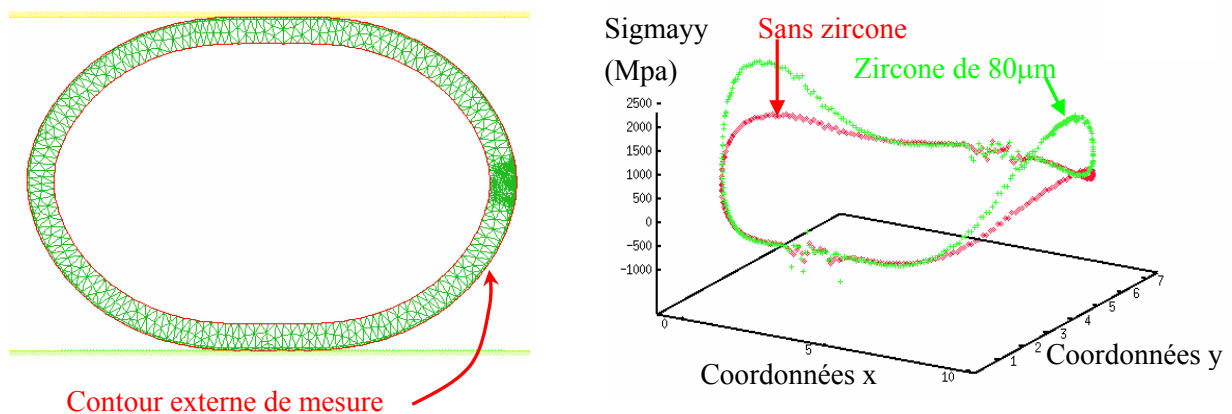 Contour externe de mesure
Sigmayy
(Mpa)
Sans zircone
Zircone de 80μm
2500
2000
1500
1000
500
0
−500
−1000
0
5
10
1
2
3
4
5
6
7
Coordonnées x
Coordonnées y